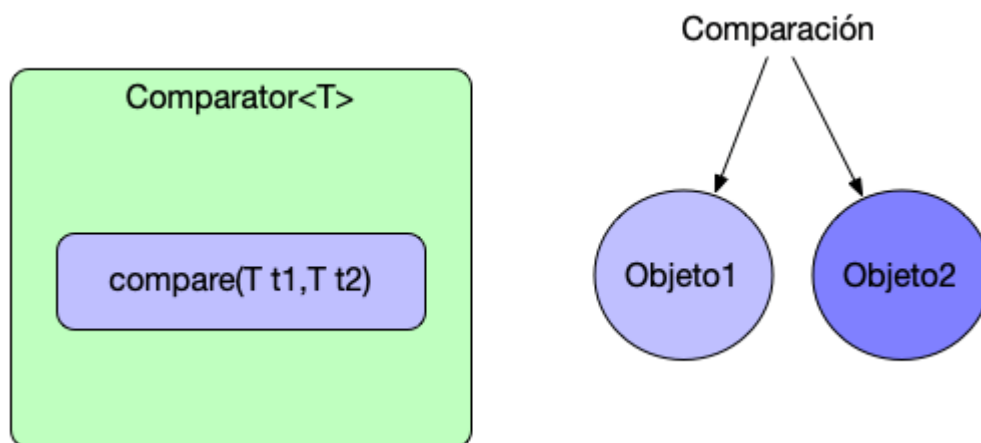 Comparación
Comparator<T>
compare(T t1,T t2)
Objeto1
Objeto2